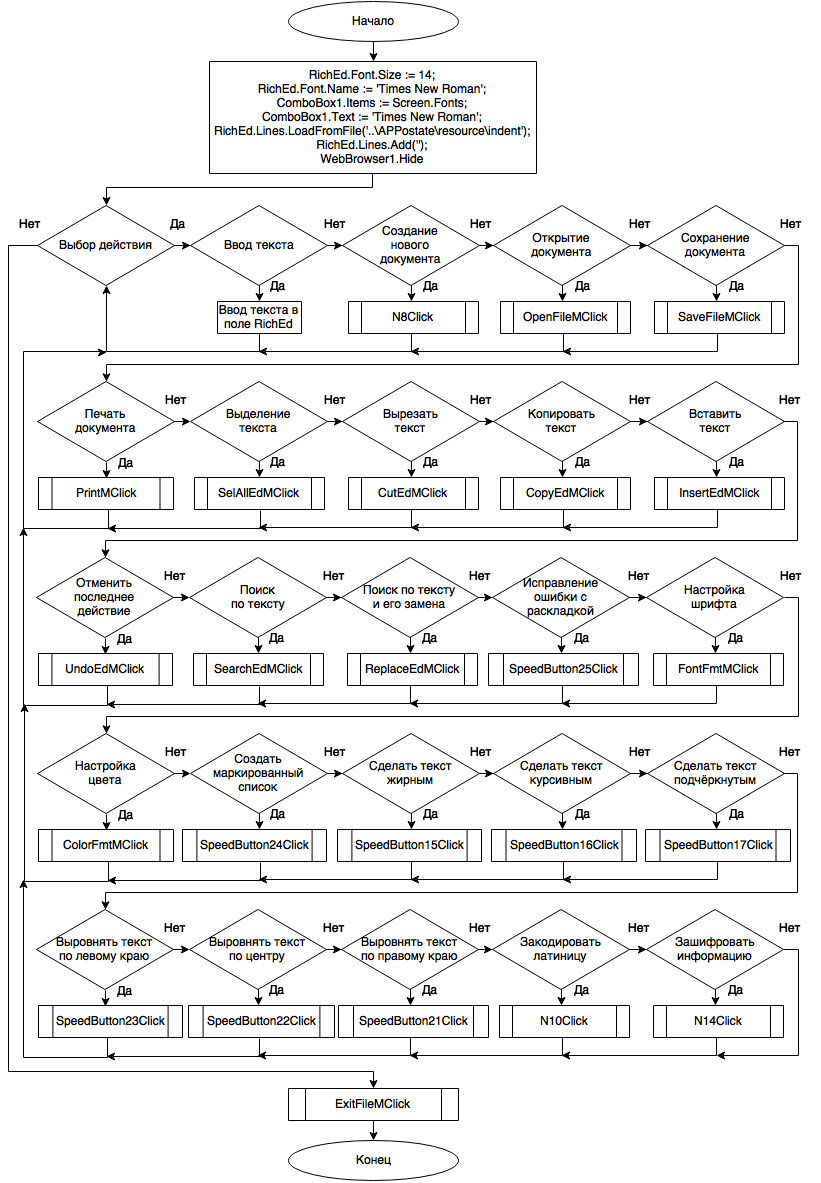 Начало
RichEd.Font.Size := 14;
RichEd.Font.Name := 'Times New Roman';
ComboBox1.Items := Screen.Fonts;
ComboBox1.Text := 'Times New Roman';
RichEd.Lines.LoadFromFile('..\APPostate\resource\indent');
RichEd.Lines.Add('');
WebBrowser1.Hide
Нет
Выбор действия
Да
Ввод текста
Нет
Создание
нового
документа
Нет
Открытие
документа
Нет
Сохранение
документа
Нет
Да
Да
Да
Да
Ввод текста в
поле RichEd
N8Click
OpenFileMClick
SaveFileMClick
Печать
документа
Нет
Выделение
текста
Нет
Вырезать
текст
Нет
Копировать
текст
Нет
Вставить
текст
Нет
Да
Да
Да
Да
Да
PrintMClick
SelAllEdMClick
CutEdMClick
CopyEdMClick
InsertEdMClick
Отменить
последнее
действие
Нет
Поиск
по тексту
Нет
Поиск по тексту
и его замена
Нет
Исправление
ошибки с
раскладкой
Нет
Настройка
шрифта
Нет
Да
Да
Да
Да
Да
UndoEdMClick
SearchEdMClick
ReplaceEdMClick
SpeedButton25Click
FontFmtMClick
Настройка
цвета
Нет
Создать
маркированный
список
Нет
Сделать текст
жирным
Нет
Сделать текст
курсивным
Нет
Сделать текст
подчёркнутым
Нет
Да
Да
Да
Да
Да
ColorFmtMClick
SpeedButton24Click
SpeedButton15Click
SpeedButton16Click
SpeedButton17Click
Выровнять текст
по левому краю
Нет
Выровнять текст
по центру
Нет
Выровнять текст
по правому краю
Нет
Закодировать
латиницу
Нет
Зашифровать
информацию
Нет
Да
Да
Да
Да
Да
SpeedButton23Click
SpeedButton22Click
SpeedButton21Click
N10Click
N14Click
ExitFileMClick
Конец